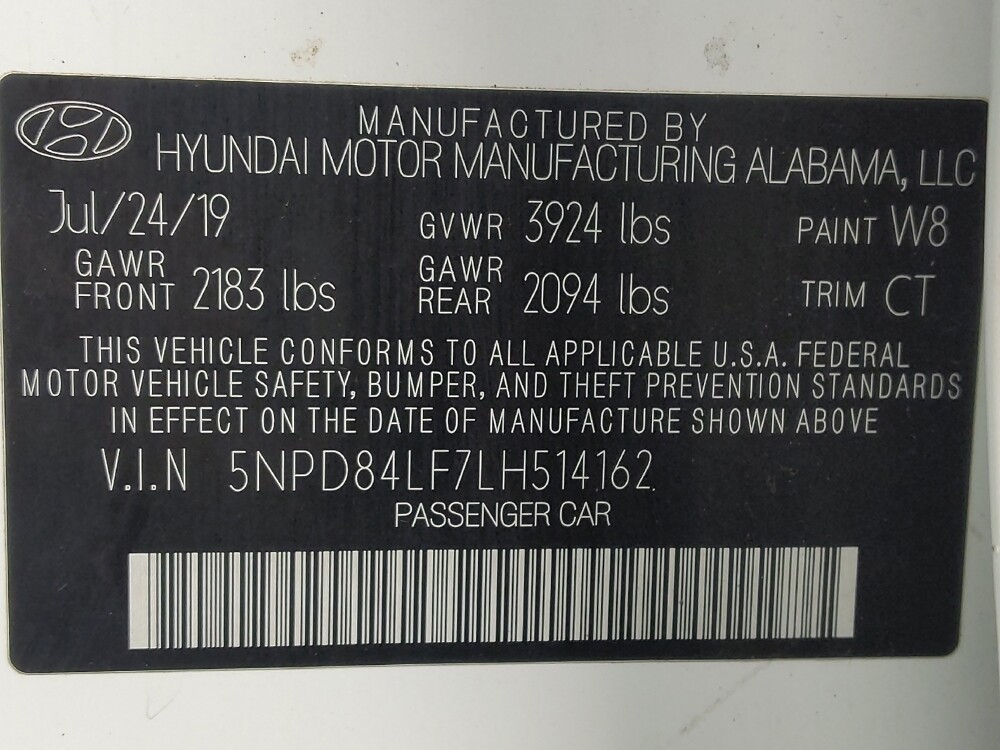 MANUFACTURED BY
HYUNDAI MOTOR MANUFACTURING ALABAMA, LLC
Jul/24/19 GVWR 3924 lbs PAINT W8
GAWR FRONT 2183 lbs GAWR REAR 2094 lbs TRIM CT
THIS VEHICLE CONFORMS TO ALL APPLICABLE U.S.A. FEDERAL
MOTOR VEHICLE SAFETY, BUMPER, AND THEFT PREVENTION STANDARDS
IN EFFECT ON THE DATE OF MANUFACTURE SHOWN ABOVE
V.I.N 5NPD84LF7LH514162
PASSENGER CAR